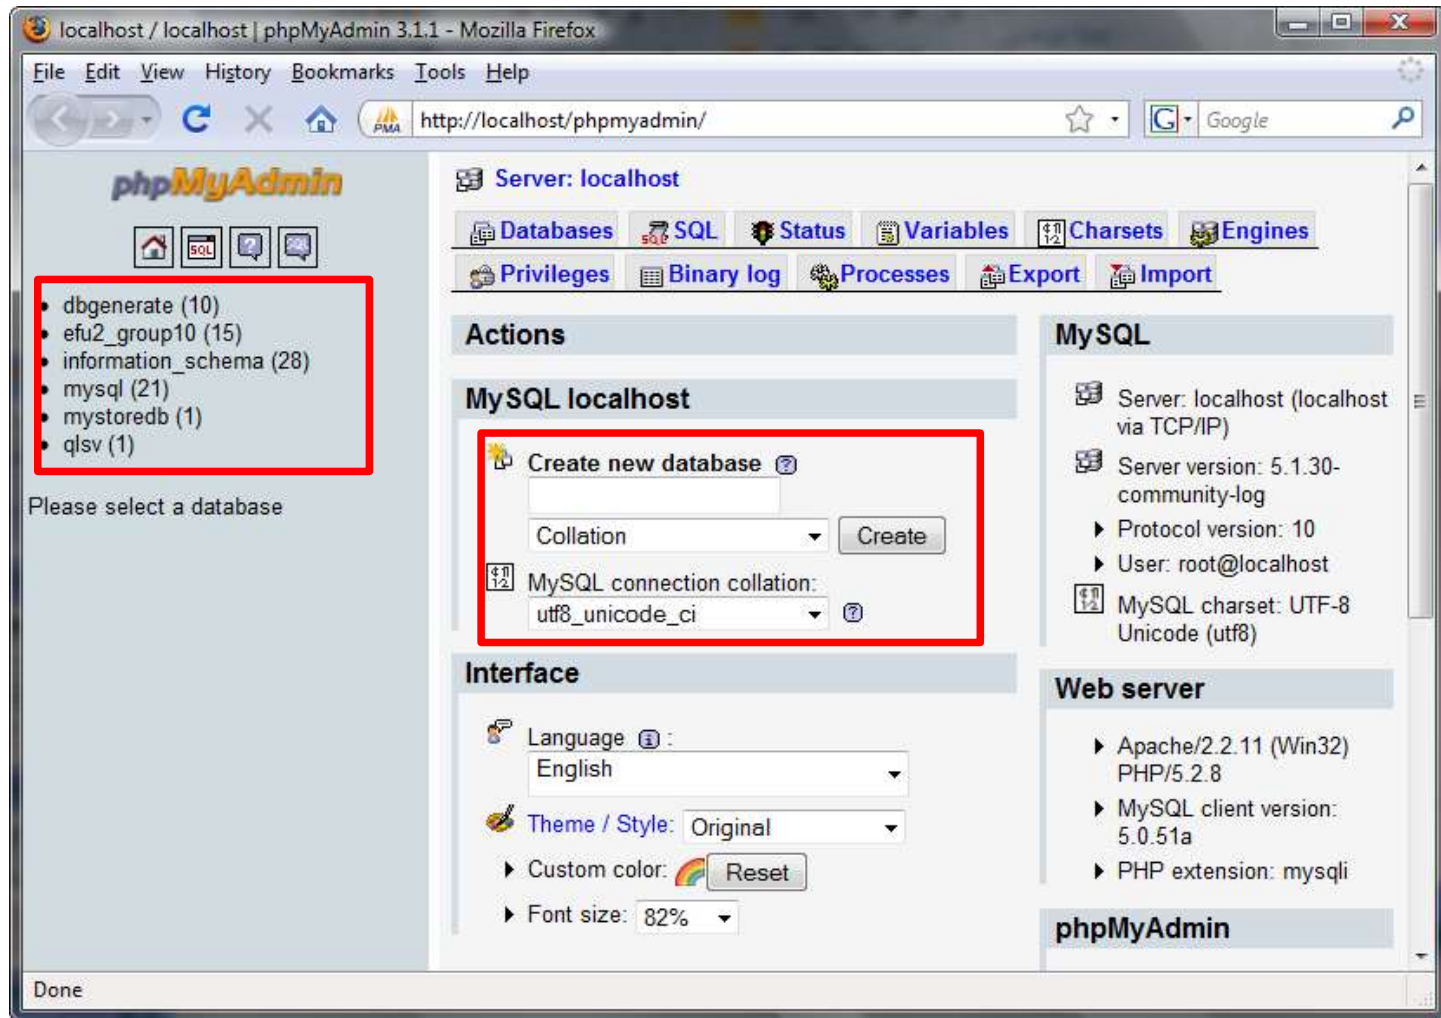 localhost / localhost | phpMyAdmin 3.1.1 - Mozilla Firefox
File Edit View History Bookmarks Tools Help
PMA http://localhost/phpmyadmin/ G Google
phpMyAdmin
SQL ? SQL
dbgenerate (10)
efu2_group10 (15)
information_schema (28)
mysql (21)
mystoredb (1)
qlsv (1)
Please select a database
Server: localhost
Databases SQL Status Variables Charsets Engines
Privileges Binary log Processes Export Import
Actions
MySQL localhost
Create new database ?
Collation Create
MySQL connection collation:
utf8_unicode_ci ?
Interface
Language i :
English
Theme / Style: Original
Custom color: Reset
Font size: 82%
MySQL
Server: localhost (localhost
via TCP/IP)
Server version: 5.1.30-
community-log
Protocol version: 10
User: root@localhost
MySQL charset: UTF-8
Unicode (utf8)
Web server
Apache/2.2.11 (Win32)
PHP/5.2.8
MySQL client version:
5.0.51a
PHP extension: mysqli
phpMyAdmin
Done